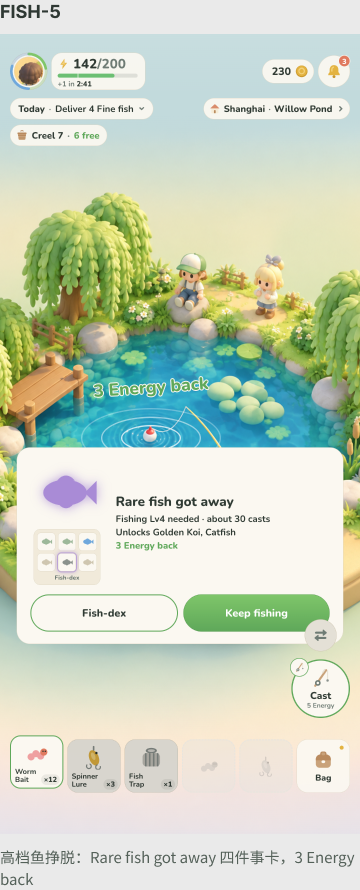 FISH-5
142/200
+1 in 2:41
230
3
Today · Deliver 4 Fine fish
Shanghai · Willow Pond
Creel 7 · 6 free
3 Energy back
Rare fish got away
Fishing Lv4 needed · about 30 casts
Unlocks Golden Koi, Catfish
3 Energy back
Fish-dex
Fish-dex
Keep fishing
Cast
5 Energy
Worm
Bait ×12
Spinner
Lure ×3
Fish
Trap ×1
Bag
高档鱼挣脱：Rare fish got away 四件事卡，3 Energy
back